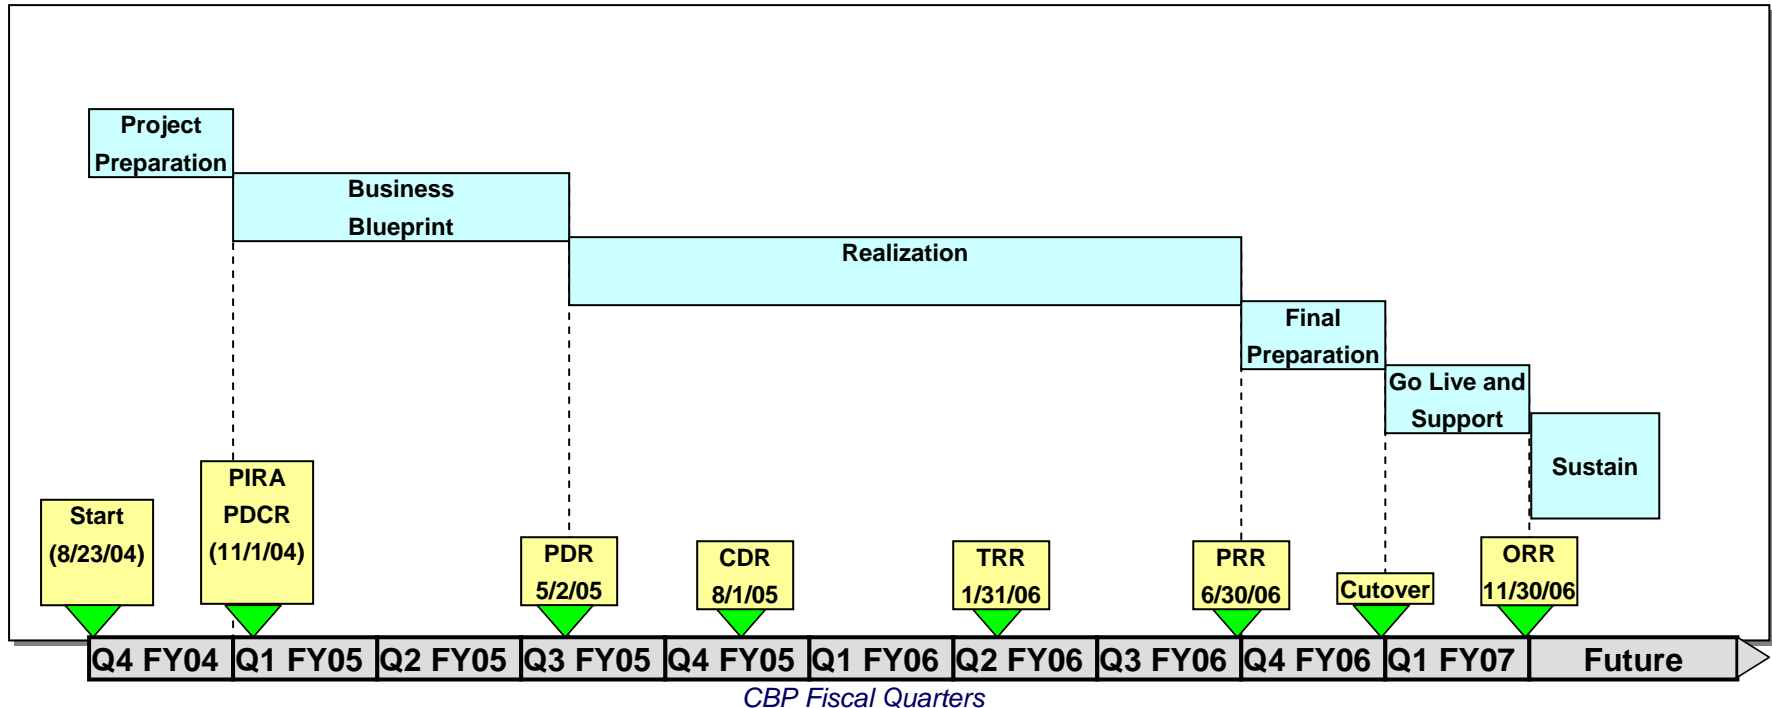 Project
Preparation
Business
Blueprint
Realization
Final
Preparation
Go Live and
Support
Sustain
Start
(8/23/04)
PIRA
PDCR
(11/1/04)
PDR
5/2/05
CDR
8/1/05
TRR
1/31/06
PRR
6/30/06
Cutover
ORR
11/30/06
Q4 FY04 Q1 FY05 Q2 FY05 Q3 FY05 Q4 FY05 Q1 FY06 Q2 FY06 Q3 FY06 Q4 FY06 Q1 FY07 Future
CBP Fiscal Quarters